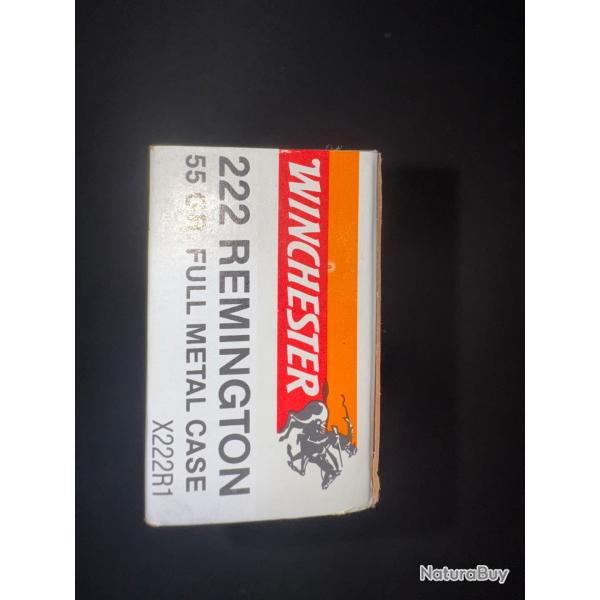 WINCHESTER
222 REMINGTON
55 GR. FULL METAL CASE
X222R1
NaturaBuy